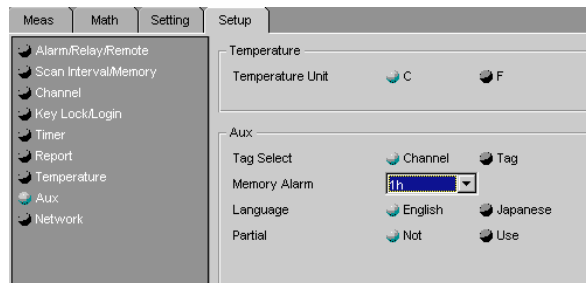 Meas Math Setting Setup
Alarm/Relay/Remote
Scan Interval/Memory
Channel
Key Lock/Login
Timer
Report
Temperature
Aux
Network
Temperature
Temperature Unit C F
Aux
Tag Select Channel Tag
Memory Alarm 1h
Language English Japanese
Partial Not Use